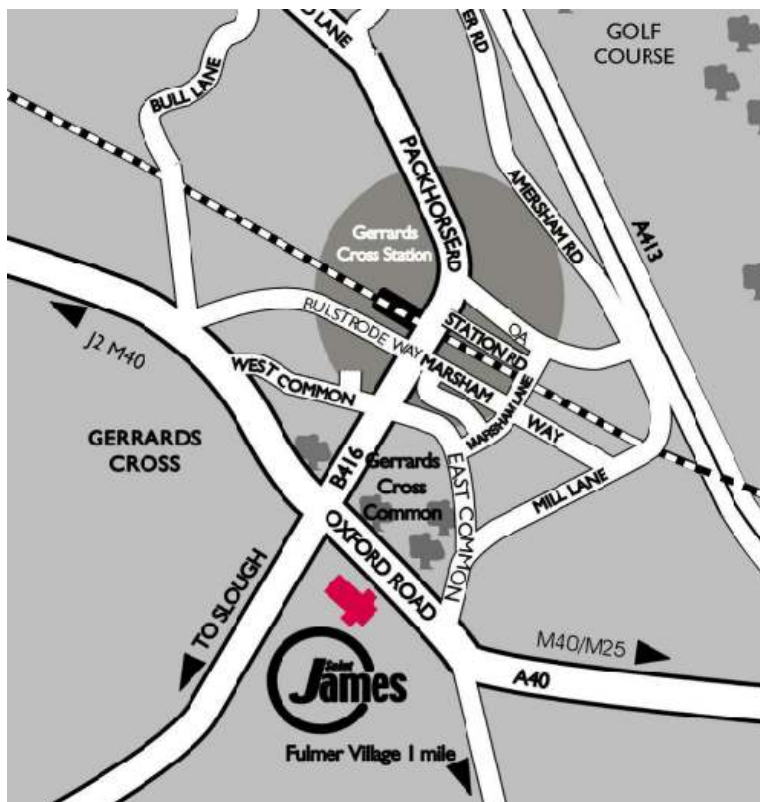 LANE
GOLF
COURSE
BULL LANE
PACKHORSE RD
AMERSHAM RD
A413
Gerrards
Cross Station
OA
STATION RD
BULSTRODE WAY
MARSHAM
WAY
MARSHAM LANE
J2 M40
WEST COMMON
GERRARDS
CROSS
B416
Gerrards
Cross
Common
EAST COMMON
MILL LANE
OXFORD ROAD
TO SLOUGH
M40/M25
A40
Saint
James
Fulmer Village 1 mile